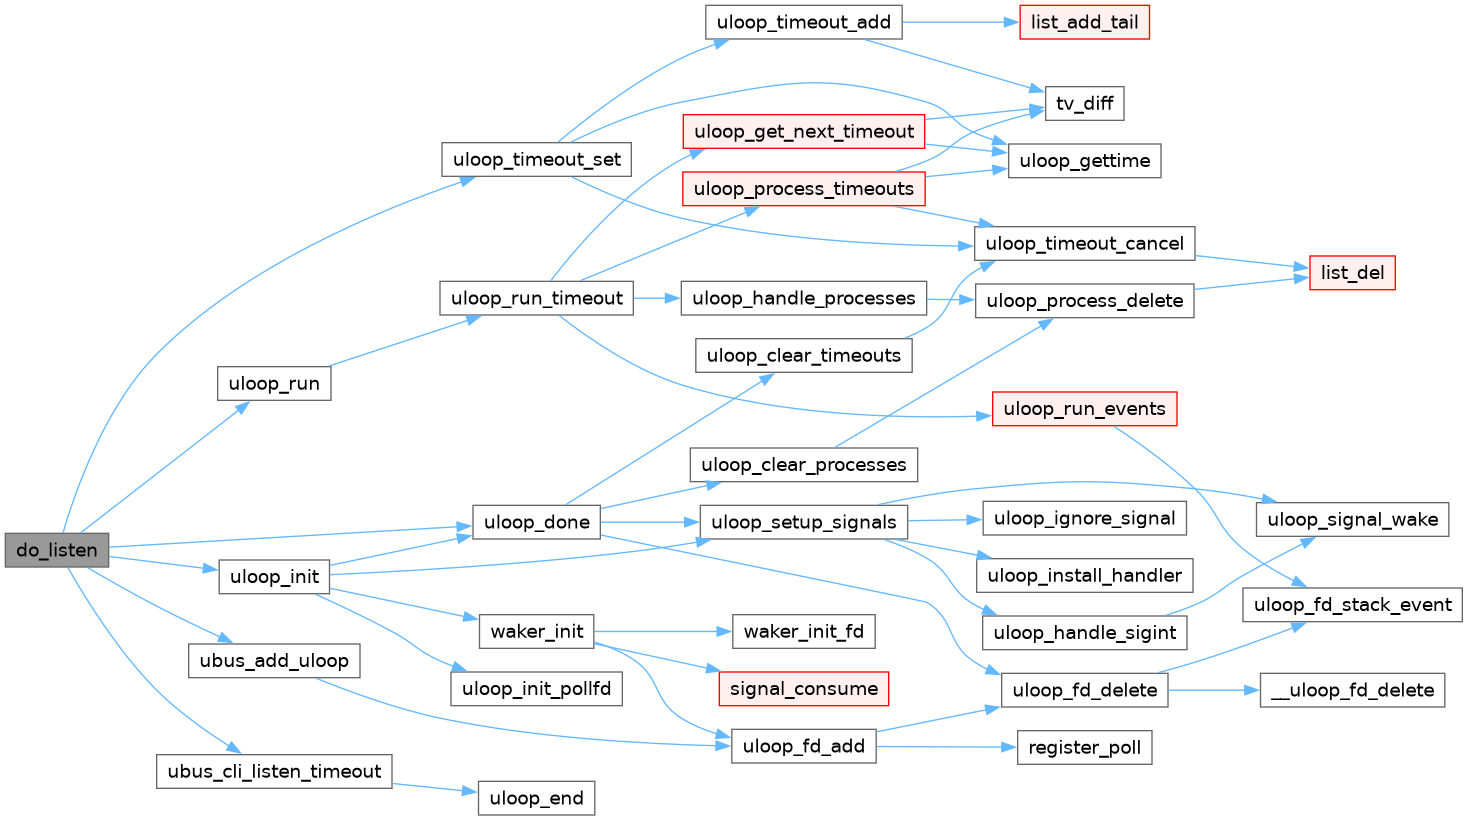 uloop_timeout_add
list_add_tail
tv_diff
uloop_get_next_timeout
uloop_timeout_set
uloop_gettime
uloop_process_timeouts
uloop_timeout_cancel
list_del
uloop_run_timeout
uloop_handle_processes
uloop_process_delete
uloop_clear_timeouts
uloop_run
uloop_run_events
uloop_clear_processes
uloop_done
uloop_setup_signals
uloop_ignore_signal
uloop_signal_wake
do_listen
uloop_init
uloop_install_handler
uloop_fd_stack_event
waker_init
waker_init_fd
uloop_handle_sigint
ubus_add_uloop
uloop_init_pollfd
signal_consume
uloop_fd_delete
__uloop_fd_delete
uloop_fd_add
register_poll
ubus_cli_listen_timeout
uloop_end